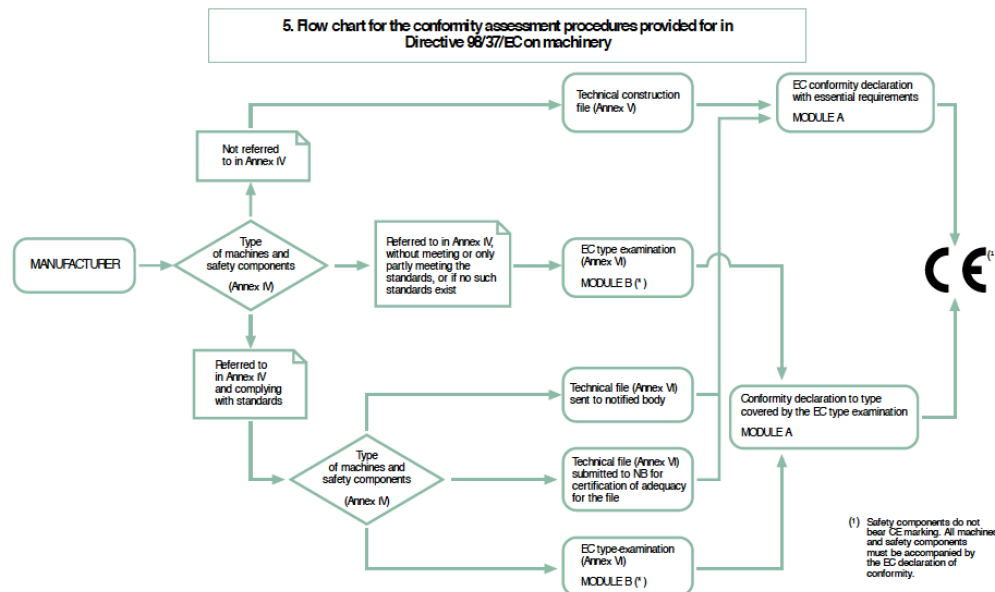 5. Flow chart for the conformity assessment procedures provided for in
Directive 98/37/EC on machinery
Technical construction
file (Annex V)
EC conformity declaration
with essential requirements
MODULE A
Not referred
to in Annex IV
MANUFACTURER
Type
of machines and
safety components
(Annex IV)
Referred to in Annex IV,
without meeting or only
partly meeting the
standards, or if no such
standards exist
EC type examination
(Annex VI)
MODULE B (*)
CE (1
Referred to
in Annex IV
and complying
with standards
Technical file (Annex VI)
sent to notified body
Conformity declaration to type
covered by the EC type examination
MODULE A
Type
of machines and
safety components
(Annex IV)
Technical file (Annex VI)
submitted to NB for
certification of adequacy
for the file
EC type-examination
(Annex VI)
MODULE B (*)
(1) Safety components do not
bear CE marking. All machines
and safety components
must be accompanied by
the EC declaration of
conformity.